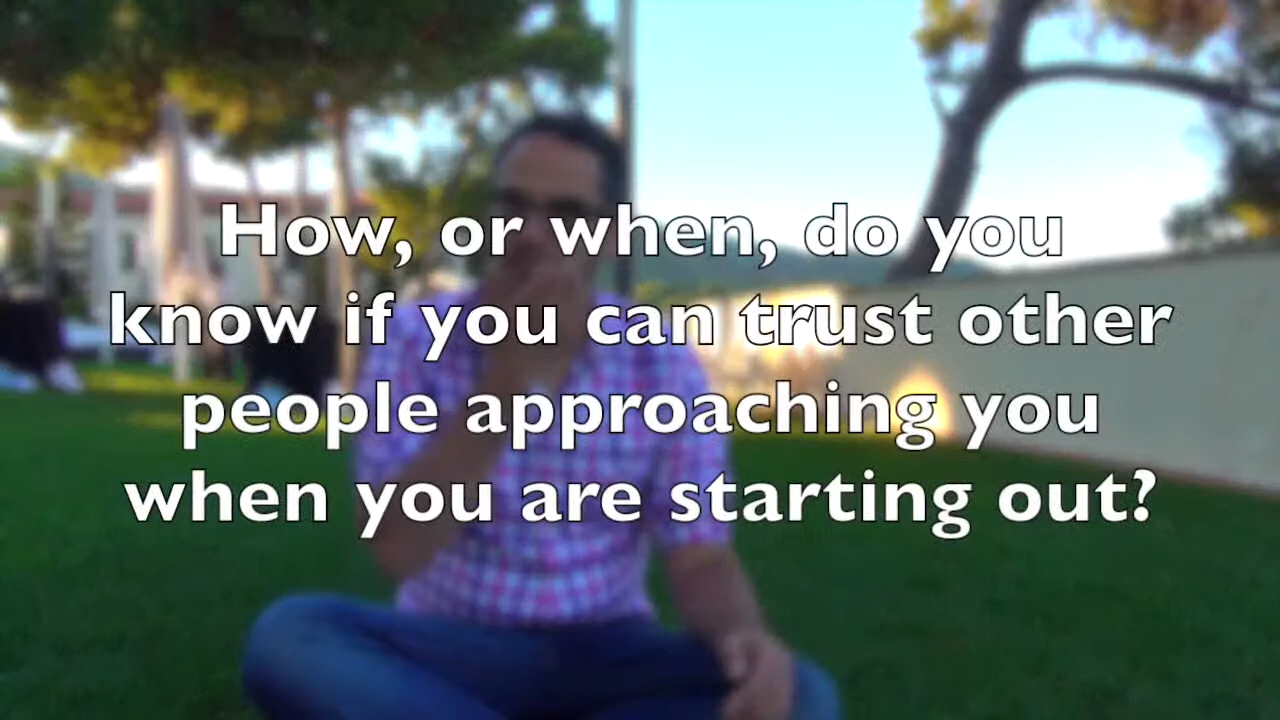 How, or when, do you
know if you can trust other
people approaching you
when you are starting out?